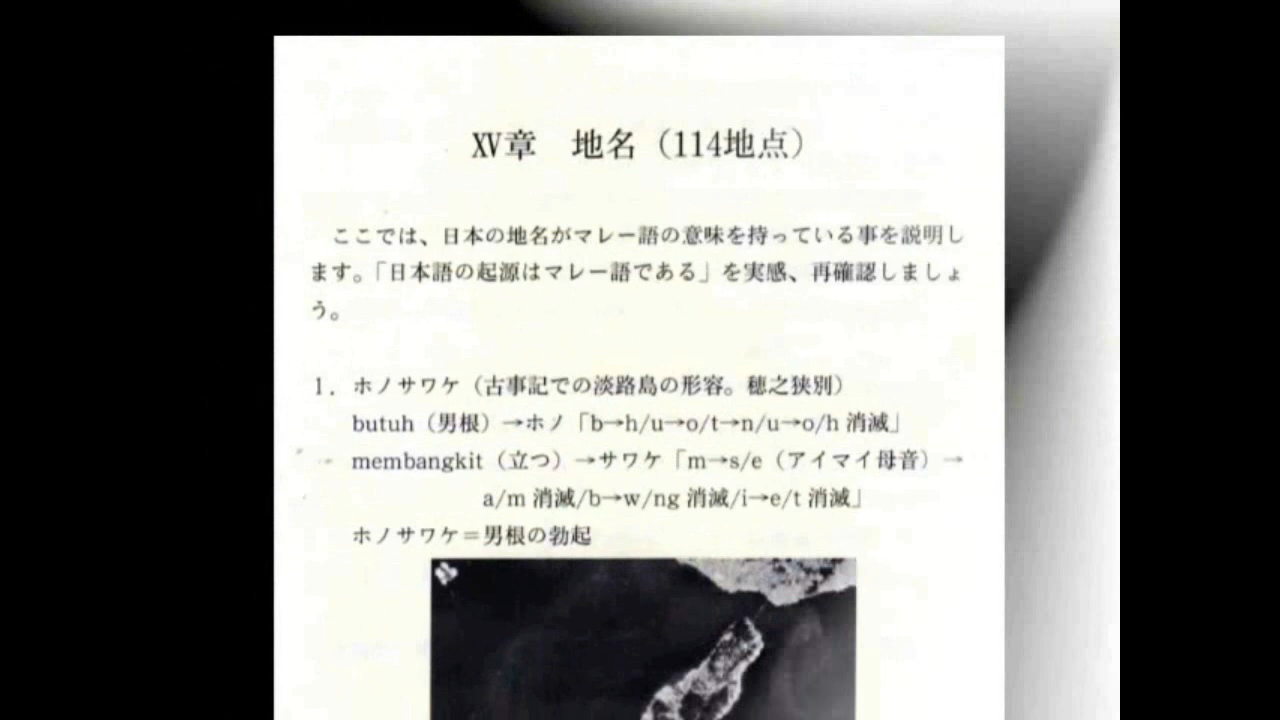 XV章　地名（114地点）
ここでは、日本の地名がマレー語の意味を持っている事を説明し
ます。「日本語の起源はマレー語である」を実感、再確認しましょ
う。
1．ホノサワケ（古事記での淡路島の形容。穂之狭別）
butuh（男根）→ホノ「b→h/u→o/t→n/u→o/h 消滅」
membangkit（立つ）→サワケ「m→s/e（アイマイ母音）→
a/m 消滅/b→w/ng 消滅/i→e/t 消滅」
ホノサワケ＝男根の勃起